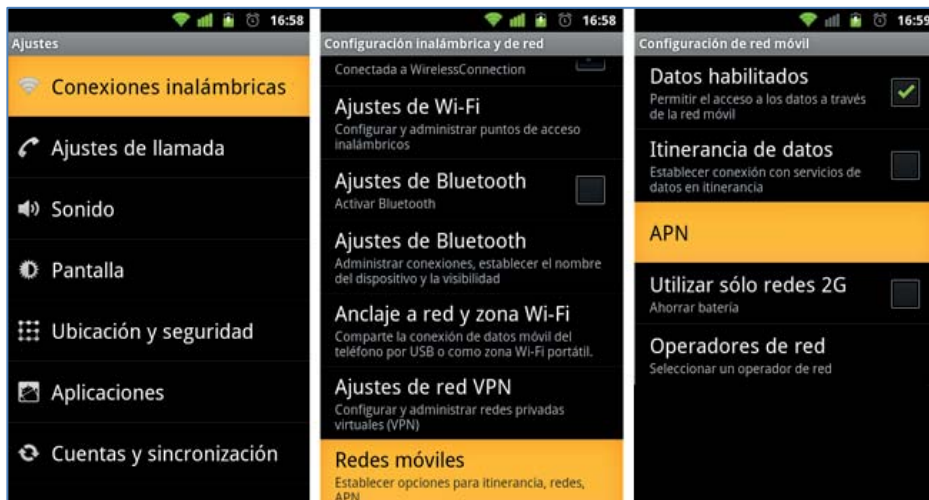 16:58
Ajustes
Conexiones inalámbricas
Ajustes de llamada
Sonido
Pantalla
Ubicación y seguridad
Aplicaciones
Cuentas y sincronización
16:58
Configuración inalámbrica y de red
Conectada a WirelessConnection
Ajustes de Wi-Fi
Configurar y administrar puntos de acceso
inalámbricos
Ajustes de Bluetooth
Activar Bluetooth
Ajustes de Bluetooth
Administrar conexiones, establecer el nombre
del dispositivo y la visibilidad
Anclaje a red y zona Wi-Fi
Comparte la conexión de datos móvil del
teléfono por USB o como zona Wi-Fi portátil.
Ajustes de red VPN
Configurar y administrar redes privadas
virtuales (VPN)
Redes móviles
Establecer opciones para itinerancia, redes,
APN
16:59
Configuración de red móvil
Datos habilitados
Permitir el acceso a los datos a través
de la red móvil
Itinerancia de datos
Establecer conexión con servicios de
datos en itinerancia
APN
Utilizar sólo redes 2G
Ahorrar batería
Operadores de red
Seleccionar un operador de red